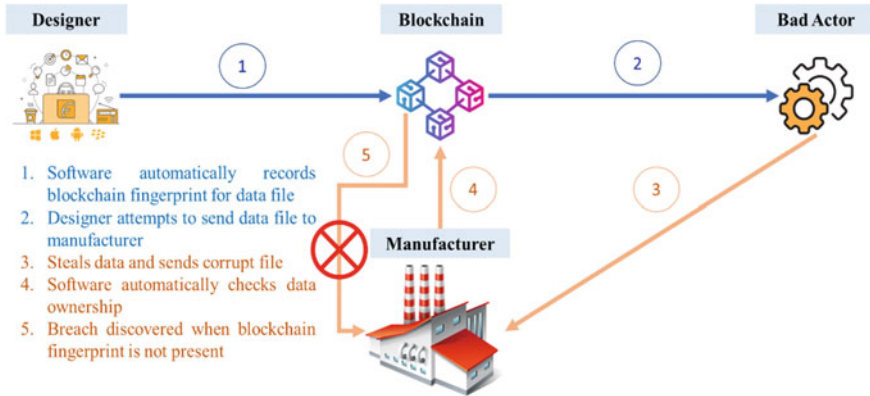 Designer
Blockchain
Bad Actor
1
2
5
4
3
Manufacturer
1. Software automatically records
blockchain fingerprint for data file
2. Designer attempts to send data file to
manufacturer
3. Steals data and sends corrupt file
4. Software automatically checks data
ownership
5. Breach discovered when blockchain
fingerprint is not present